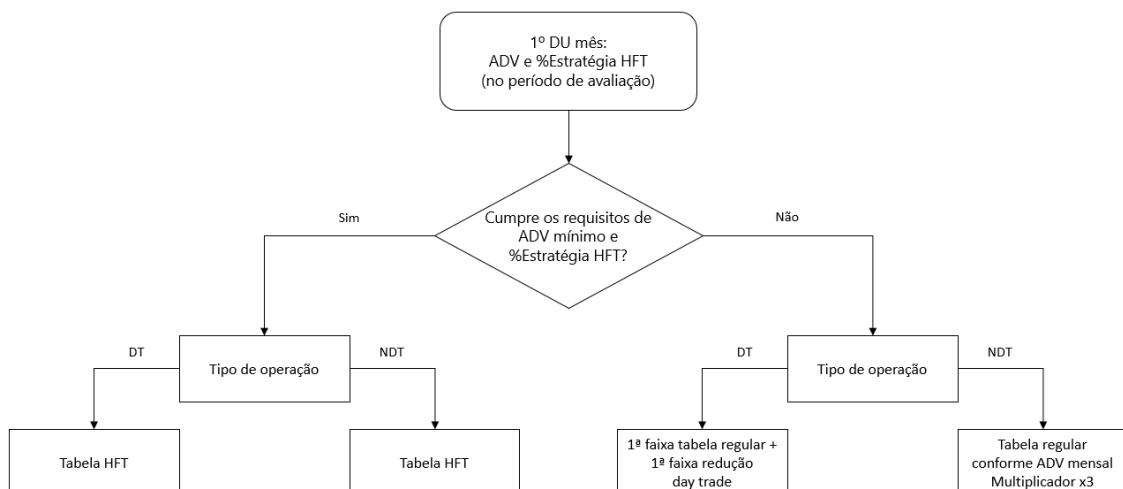 1º DU mês:
ADV e %Estratégia HFT
(no período de avaliação)
Sim
Cumpre os requisitos de
ADV mínimo e
%Estratégia HFT?
Não
DT
Tipo de operação
NDT
DT
Tipo de operação
NDT
Tabela HFT
Tabela HFT
1ª faixa tabela regular +
1ª faixa redução
day trade
Tabela regular
conforme ADV mensal
Multiplicador x3